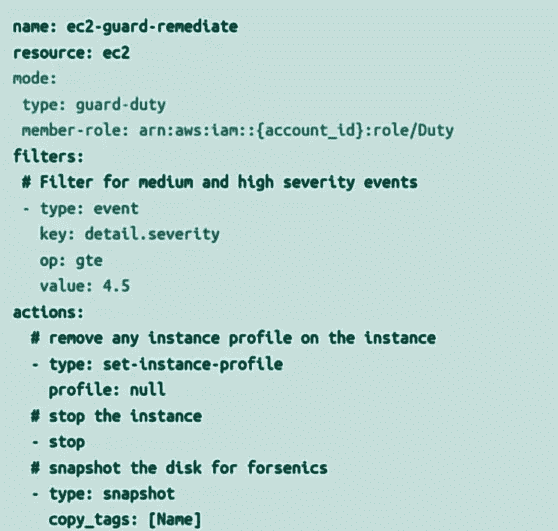 name: ec2-guard-remediate
resource: ec2
mode:
 type: guard-duty
 member-role: arn:aws:iam::{account_id}:role/Duty
filters:
 # Filter for medium and high severity events
 - type: event
   key: detail.severity
   op: gte
   value: 4.5
actions:
  # remove any instance profile on the instance
  - type: set-instance-profile
    profile: null
  # stop the instance
  - stop
  # snapshot the disk for forsenics
  - type: snapshot
    copy_tags: [Name]